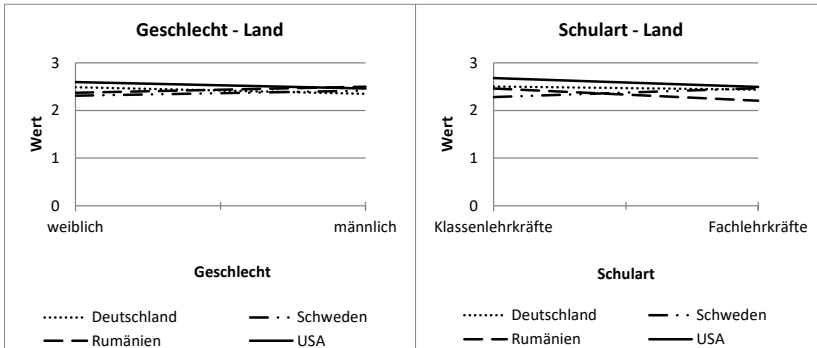 Geschlecht - Land
3
2
1
0
Wert
weiblich
männlich
Geschlecht
Deutschland
Schweden
Rumänien
USA
Schulart - Land
3
2
1
0
Wert
Klassenlehrkräfte
Fachlehrkräfte
Schulart
Deutschland
Schweden
Rumänien
USA